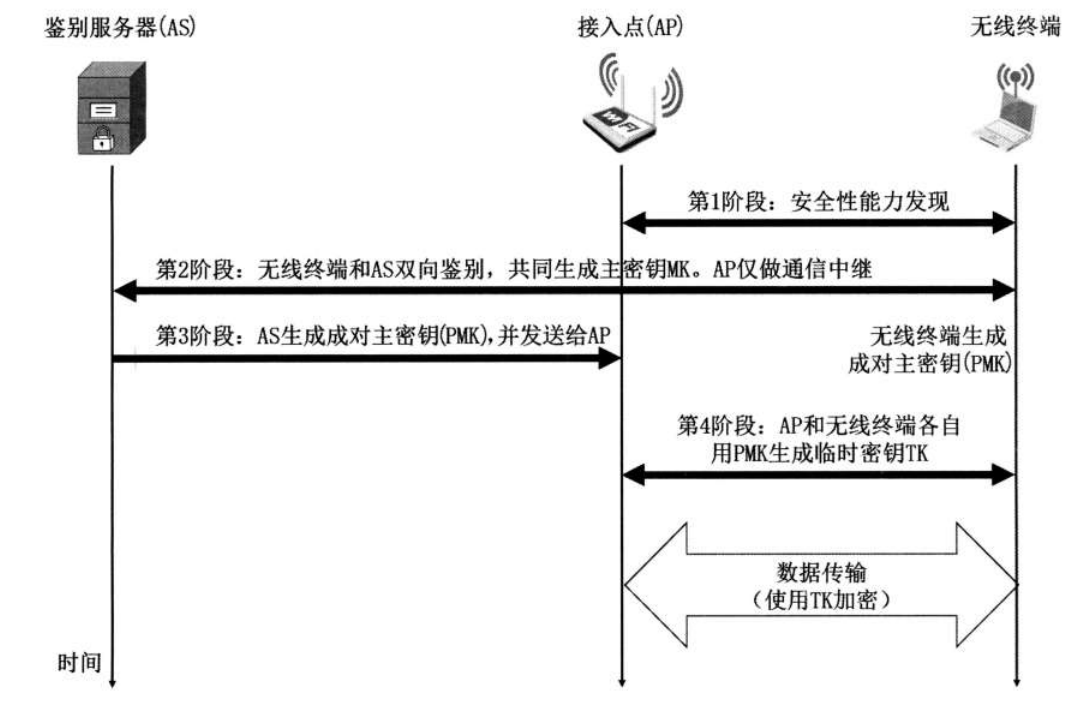 鉴别服务器(AS)
接入点(AP)
无线终端
Wi Fi
第1阶段：安全性能力发现
第2阶段：无线终端和AS双向鉴别，共同生成主密钥MK。AP仅做通信中继
第3阶段：AS生成成对主密钥(PMK)，并发送给AP
无线终端生成
成对主密钥(PMK)
第4阶段：AP和无线终端各自
用PMK生成临时密钥TK
数据传输
（使用TK加密）
时间